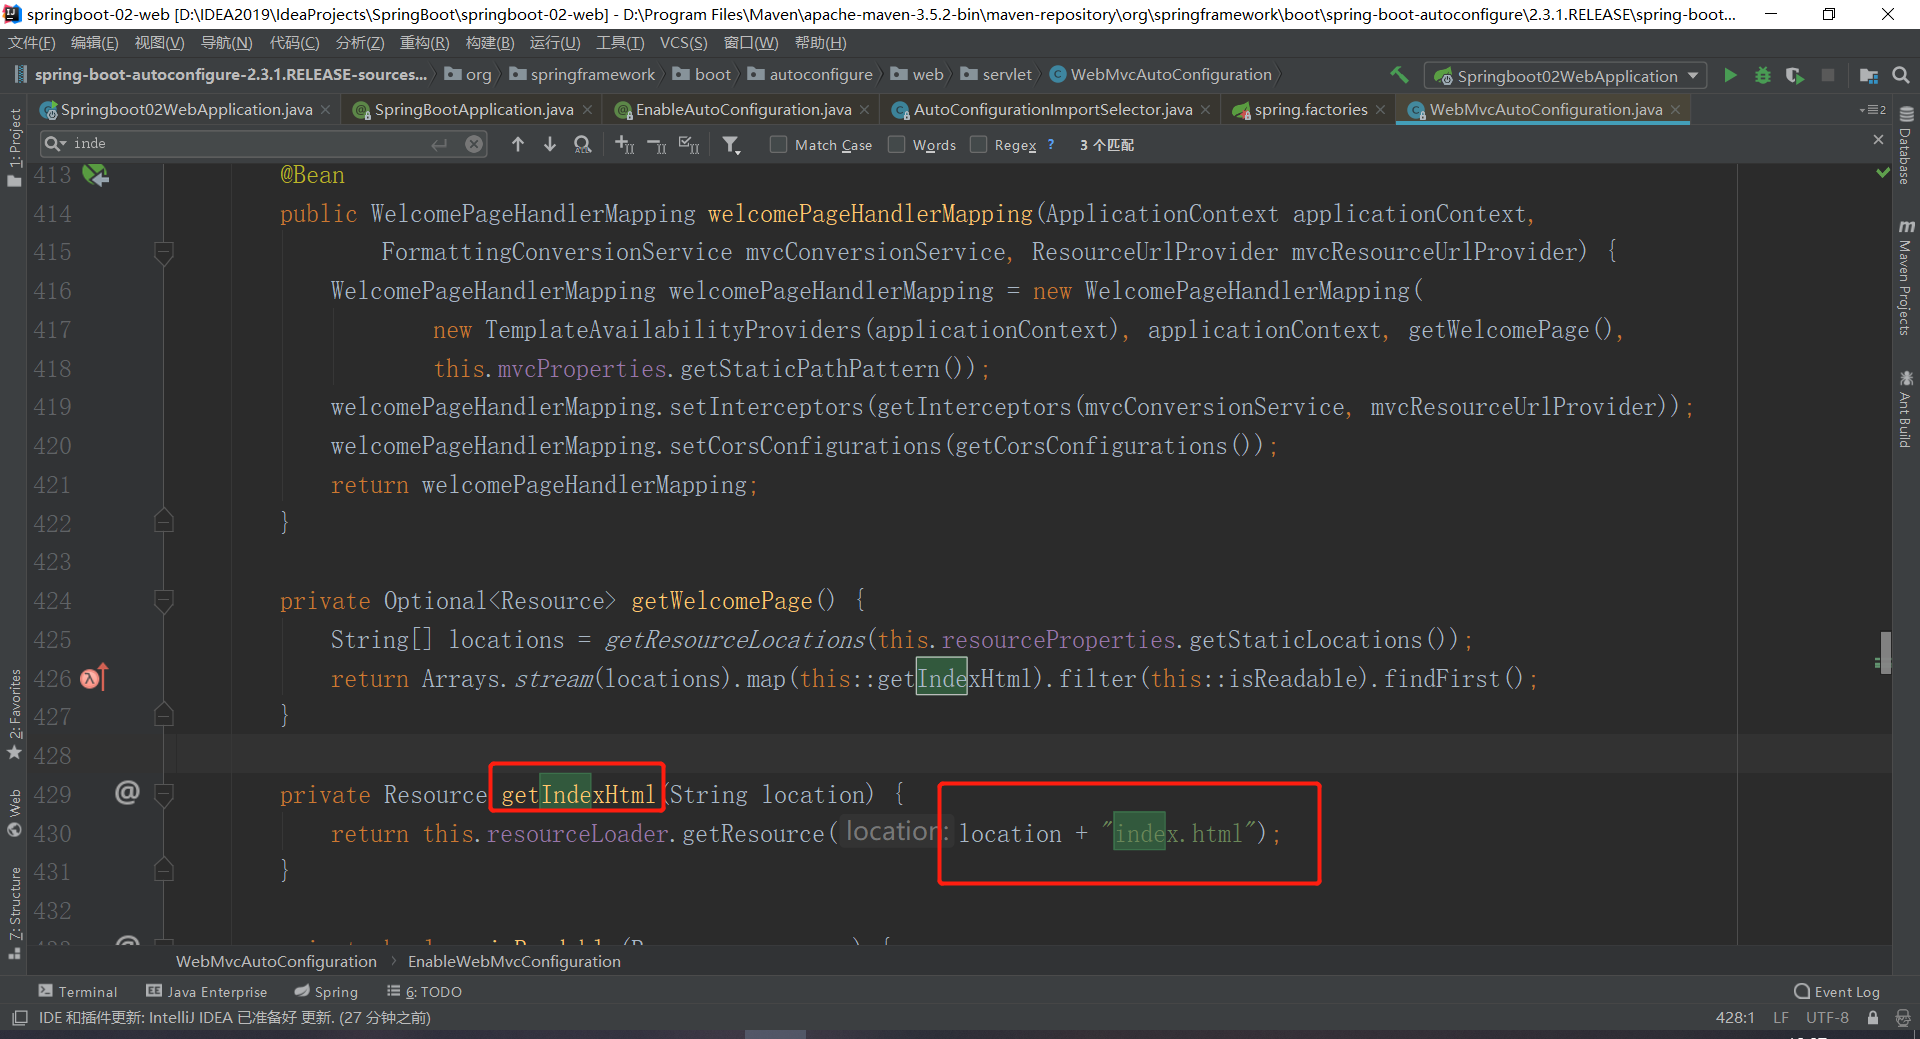 springboot-02-web [D:\IDEA2019\IdeaProjects\SpringBoot\springboot-02-web] - D:\Program Files\Maven\apache-maven-3.5.2-bin\maven-repository\org\springframework\boot\spring-boot-autoconfigure\2.3.1.RELEASE\spring-boot...
文件(F) 编辑(E) 视图(V) 导航(N) 代码(C) 分析(Z) 重构(R) 构建(B) 运行(U) 工具(T) VCS(S) 窗口(W) 帮助(H)
spring-boot-autoconfigure-2.3.1.RELEASE-sources... org springframework boot autoconfigure web servlet WebMvcAutoConfiguration Springboot02WebApplication
Springboot02WebApplication.java SpringBootApplication.java EnableAutoConfiguration.java AutoConfigurationImportSelector.java spring.factories WebMvcAutoConfiguration.java 2
inde Match Case Words Regex ? 3 个匹配
413 @Bean
414 public WelcomePageHandlerMapping welcomePageHandlerMapping(ApplicationContext applicationContext,
415 FormattingConversionService mvcConversionService, ResourceUrlProvider mvcResourceUrlProvider) {
416 WelcomePageHandlerMapping welcomePageHandlerMapping = new WelcomePageHandlerMapping(
417 new TemplateAvailabilityProviders(applicationContext), applicationContext, getWelcomePage(),
418 this.mvcProperties.getStaticPathPattern());
419 welcomePageHandlerMapping.setInterceptors(getInterceptors(mvcConversionService, mvcResourceUrlProvider));
420 welcomePageHandlerMapping.setCorsConfigurations(getCorsConfigurations());
421 return welcomePageHandlerMapping;
422 }
423
424 private Optional<Resource> getWelcomePage() {
425 String[] locations = getResourceLocations(this.resourceProperties.getStaticLocations());
426 return Arrays.stream(locations).map(this::getIndexHtml).filter(this::isReadable).findFirst();
427 }
428
429 @ private Resource getIndexHtml(String location) {
430 return this.resourceLoader.getResource( location: location + "index.html");
431 }
432
1: Project
2: Favorites
Web
Z: Structure
Database
Maven Projects
Ant Build
WebMvcAutoConfiguration EnableWebMvcConfiguration
Terminal Java Enterprise Spring 6: TODO Event Log
IDE 和插件更新: IntelliJ IDEA 已准备好 更新. (27 分钟之前) 428:1 LF UTF-8